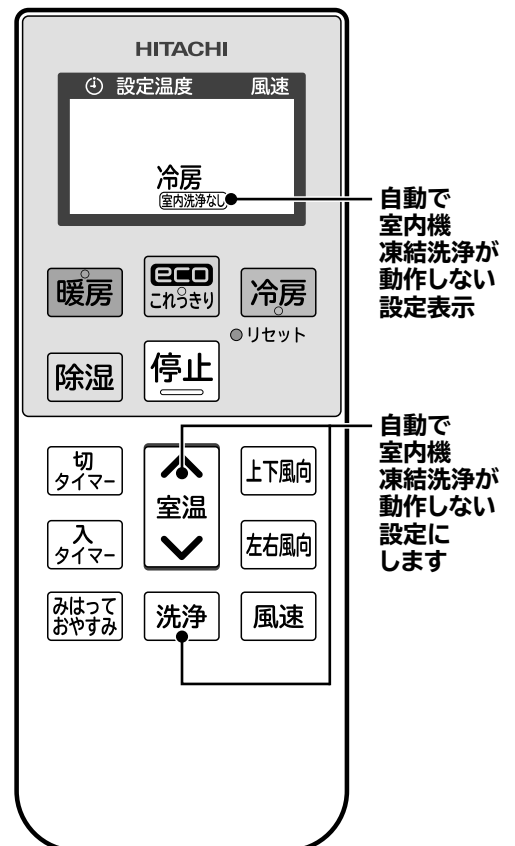 HITACHI
設定温度 風速
冷房
室内洗浄なし
自動で
室内機
凍結洗浄が
動作しない
設定表示
暖房
eco
これっきり
冷房
リセット
除湿
停止
自動で
室内機
凍結洗浄が
動作しない
設定に
します
切
タイマー
室温
上下風向
入
タイマー
左右風向
みはって
おやすみ
洗浄
風速